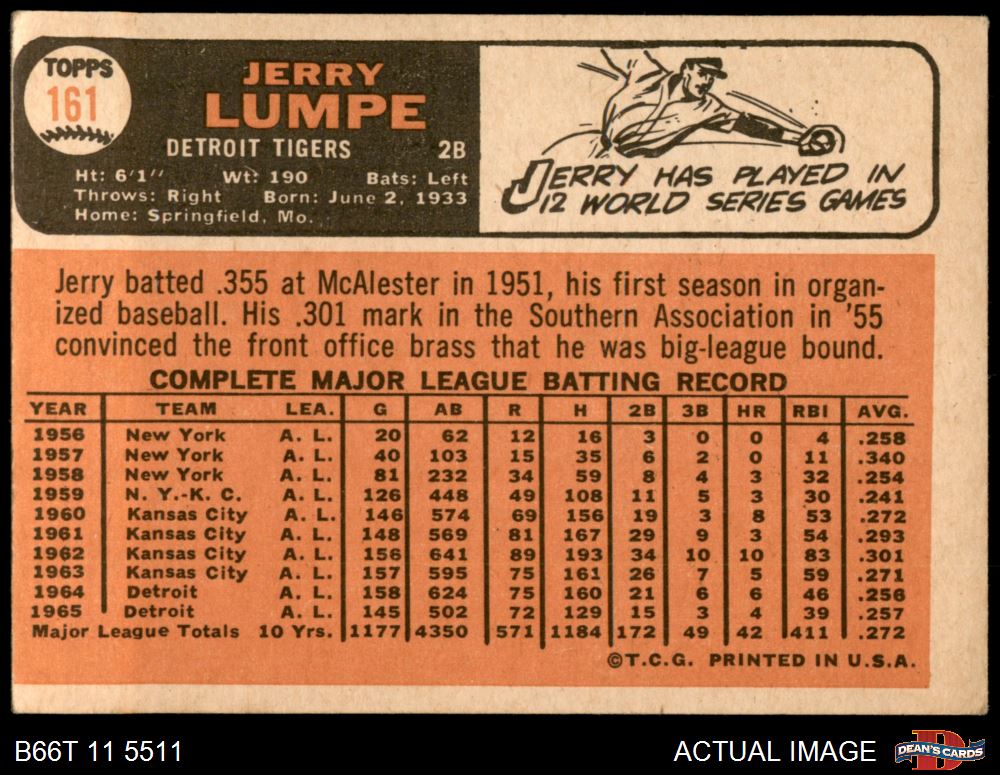 TOPPS
161
JERRY
LUMPE
DETROIT TIGERS 2B
Ht: 6'1" Wt: 190 Bats: Left
Throws: Right Born: June 2, 1933
Home: Springfield, Mo.
JERRY HAS PLAYED IN
12 WORLD SERIES GAMES
Jerry batted .355 at McAlester in 1951, his first season in organ-
ized baseball. His .301 mark in the Southern Association in '55
convinced the front office brass that he was big-league bound.
COMPLETE MAJOR LEAGUE BATTING RECORD
YEAR TEAM LEA. G AB R H 2B 3B HR RBI AVG.
1956 New York A. L. 20 62 12 16 3 0 0 4 .258
1957 New York A. L. 40 103 15 35 6 2 0 11 .340
1958 New York A. L. 81 232 34 59 8 4 3 32 .254
1959 N. Y.-K. C. A. L. 126 448 49 108 11 5 3 30 .241
1960 Kansas City A. L. 146 574 69 156 19 3 8 53 .272
1961 Kansas City A. L. 148 569 81 167 29 9 3 54 .293
1962 Kansas City A. L. 156 641 89 193 34 10 10 83 .301
1963 Kansas City A. L. 157 595 75 161 26 7 5 59 .271
1964 Detroit A. L. 158 624 75 160 21 6 6 46 .256
1965 Detroit A. L. 145 502 72 129 15 3 4 39 .257
Major League Totals 10 Yrs. 1177 4350 571 1184 172 49 42 411 .272
©T.C.G. PRINTED IN U.S.A.
B66T 11 5511 ACTUAL IMAGE
DEAN'S CARDS